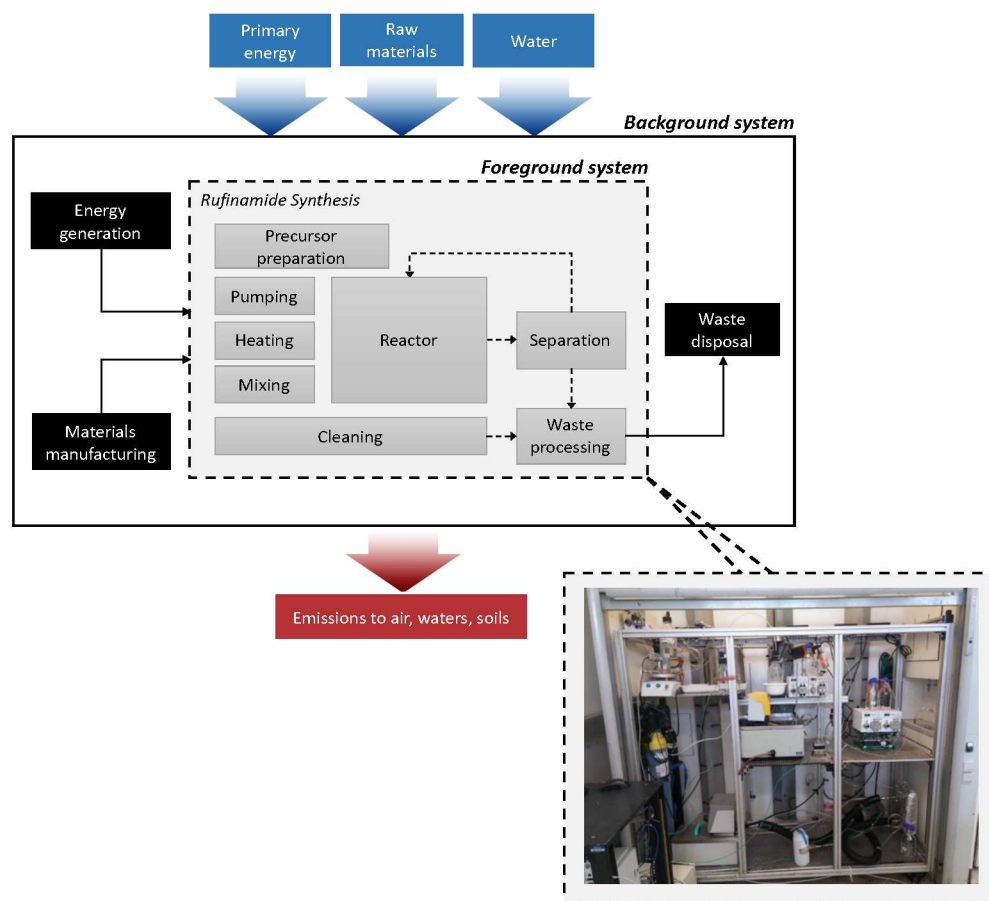 Primary
energy
Raw
materials
Water
Background system
Foreground system
Rufinamide Synthesis
Energy
generation
Precursor
preparation
Pumping
Heating
Mixing
Reactor
Separation
Waste
disposal
Materials
manufacturing
Cleaning
Waste
processing
Emissions to air, waters, soils